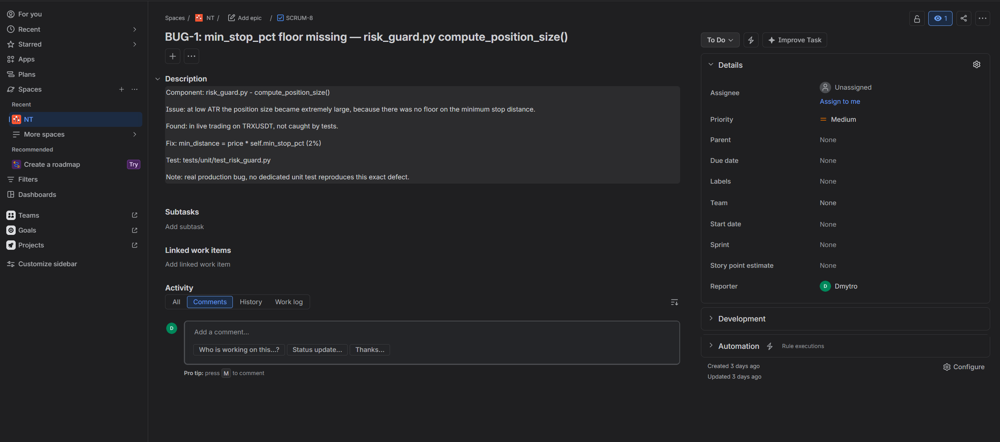 For you
Recent
Starred
Apps
Plans
Spaces
Recent
NT
More spaces
Recommended
Create a roadmap Try
Filters
Dashboards
Teams
Goals
Projects
Customize sidebar
Spaces / NT / Add epic / SCRUM-8
BUG-1: min_stop_pct floor missing — risk_guard.py compute_position_size()
Description
Component: risk_guard.py - compute_position_size()
Issue: at low ATR the position size became extremely large, because there was no floor on the minimum stop distance.
Found: in live trading on TRXUSDT, not caught by tests.
Fix: min_distance = price * self.min_stop_pct (2%)
Test: tests/unit/test_risk_guard.py
Note: real production bug, no dedicated unit test reproduces this exact defect.
Subtasks
Add subtask
Linked work items
Add linked work item
Activity
All Comments History Work log
D
Add a comment...
Who is working on this...? Status update... Thanks...
Pro tip: press M to comment
1
To Do Improve Task
Details
Assignee Unassigned
Assign to me
Priority Medium
Parent None
Due date None
Labels None
Team None
Start date None
Sprint None
Story point estimate None
Reporter D Dmytro
Development
Automation Rule executions
Created 3 days ago
Updated 3 days ago
Configure